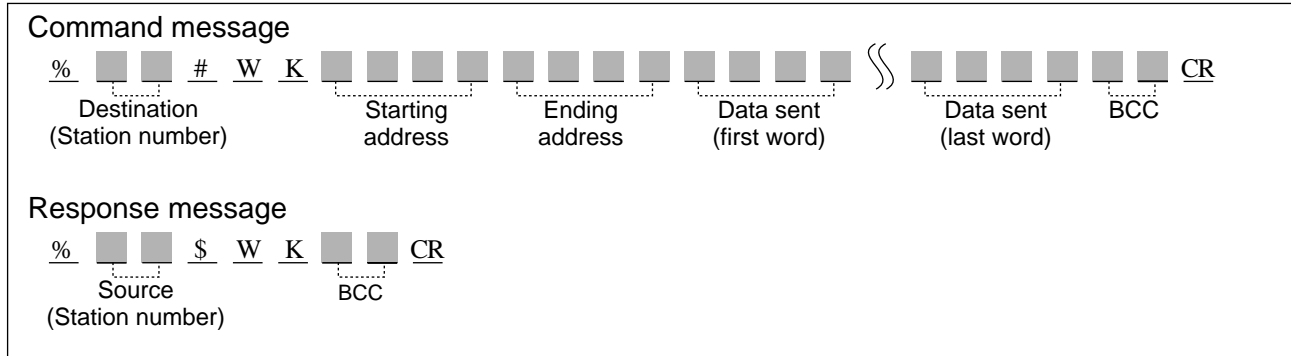 Command message
% # W K CR
Destination (Station number)
Starting address
Ending address
Data sent (first word)
Data sent (last word)
BCC
Response message
% $ W K CR
Source (Station number)
BCC